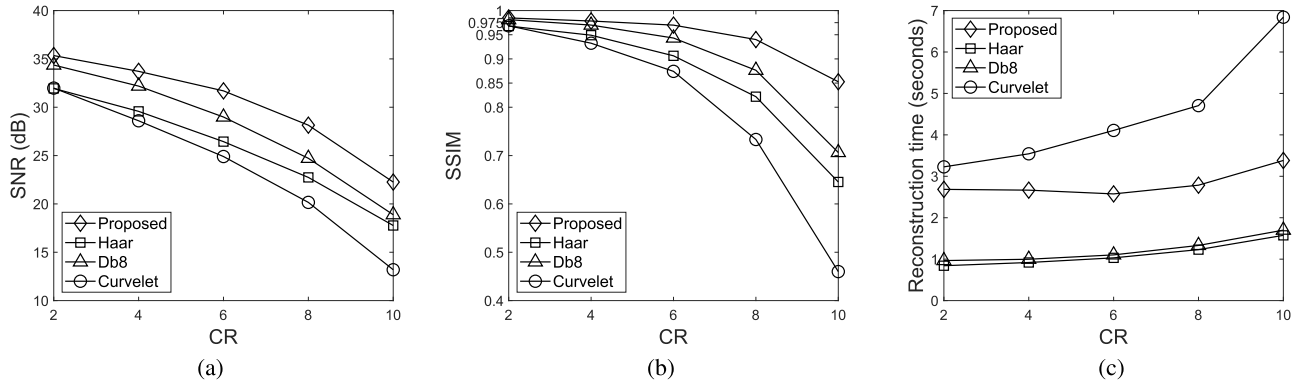 40
35
30
25
20
15
10
SNR (dB)
Proposed
Haar
Db8
Curvelet
2
4
6
8
10
CR
(a)
1
0.975
0.95
0.9
0.85
0.8
0.7
0.6
0.5
0.4
SSIM
Proposed
Haar
Db8
Curvelet
2
4
6
8
10
CR
(b)
7
6
5
4
3
2
1
0
Reconstruction time (seconds)
Proposed
Haar
Db8
Curvelet
2
4
6
8
10
CR
(c)